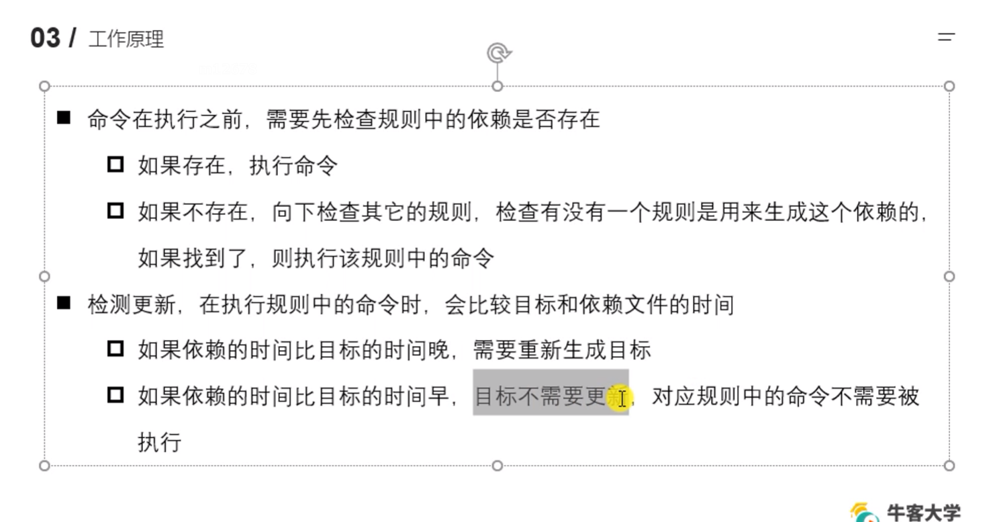 03 / 工作原理
命令在执行之前，需要先检查规则中的依赖是否存在
如果存在，执行命令
如果不存在，向下检查其它的规则，检查有没有一个规则是用来生成这个依赖的，
如果找到了，则执行该规则中的命令
检测更新，在执行规则中的命令时，会比较目标和依赖文件的时间
如果依赖的时间比目标的时间晚，需要重新生成目标
如果依赖的时间比目标的时间早，目标不需要更新，对应规则中的命令不需要被
执行
牛客大学